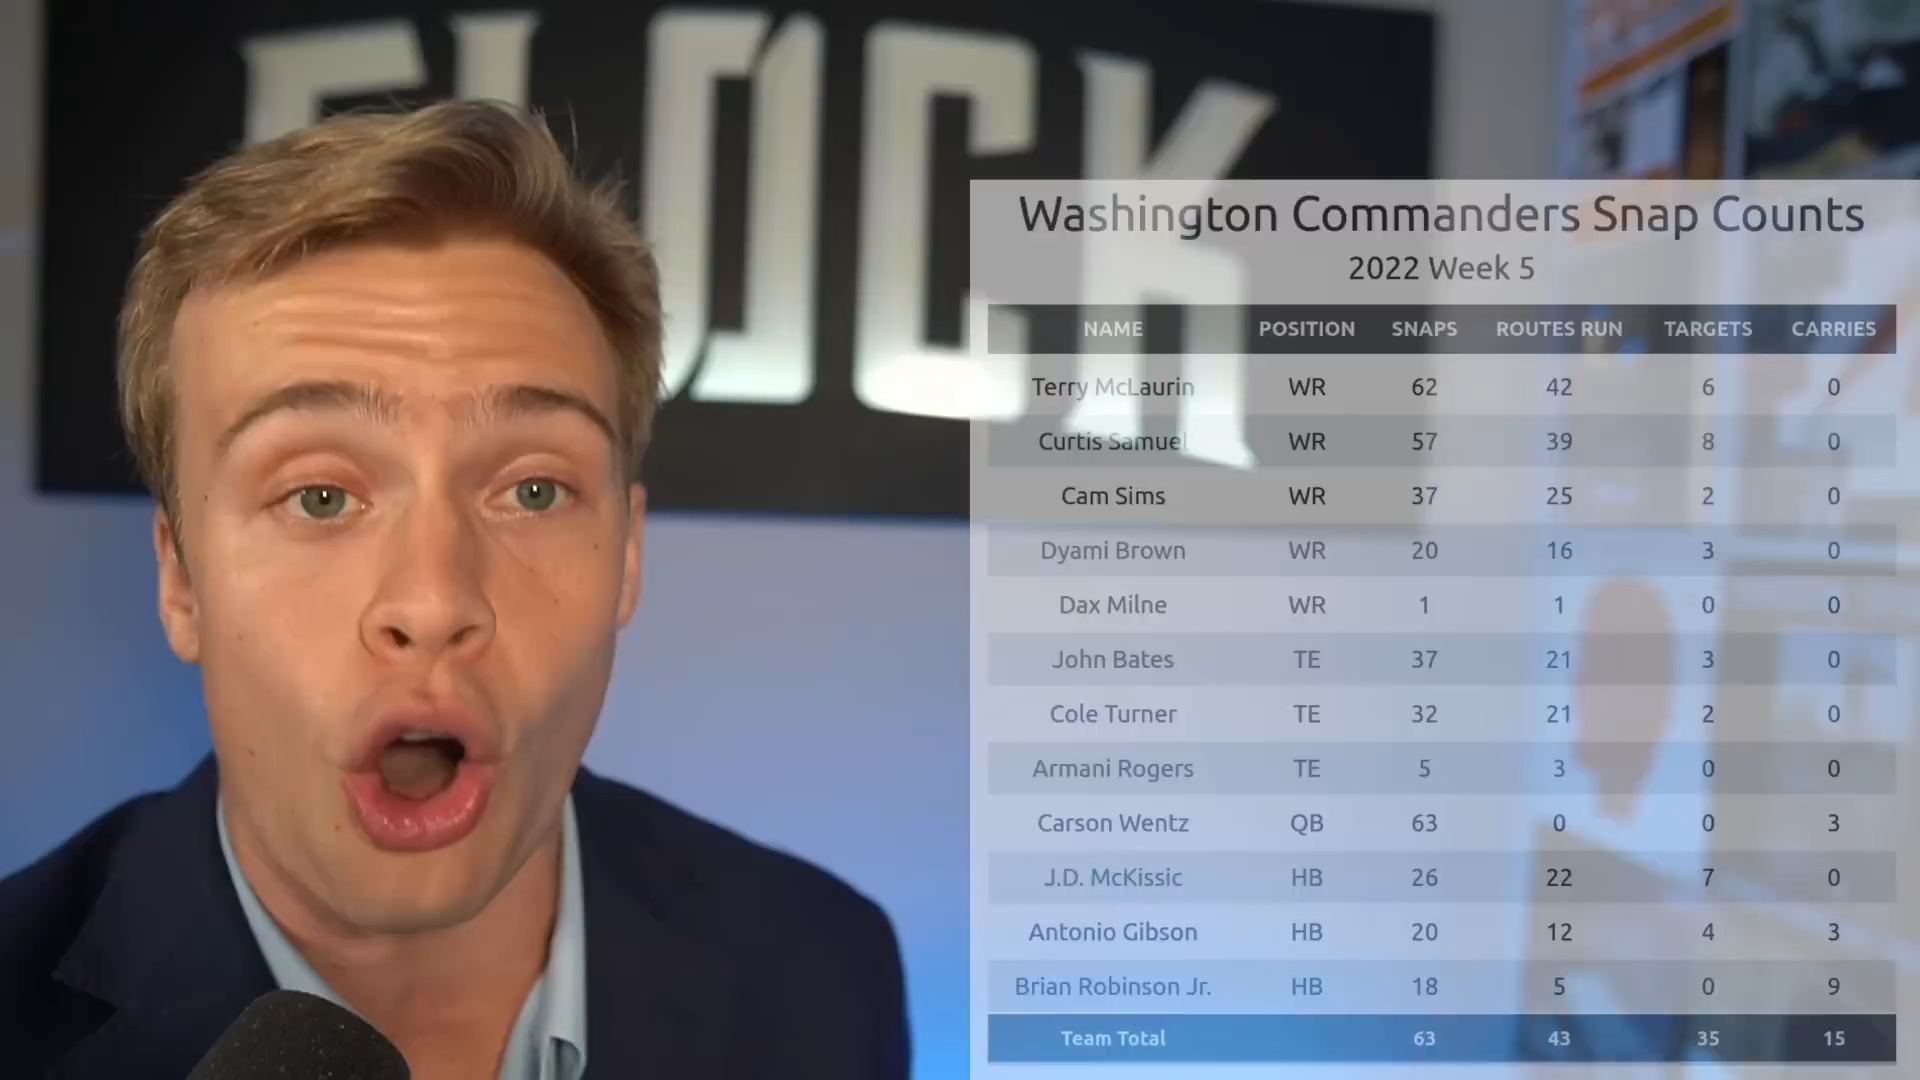 FLOCK
Washington Commanders Snap Counts
2022 Week 5
NAME POSITION SNAPS ROUTES RUN TARGETS CARRIES
Terry McLaurin WR 62 42 6 0
Curtis Samuel WR 57 39 8 0
Cam Sims WR 37 25 2 0
Dyami Brown WR 20 16 3 0
Dax Milne WR 1 1 0 0
John Bates TE 37 21 3 0
Cole Turner TE 32 21 2 0
Armani Rogers TE 5 3 0 0
Carson Wentz QB 63 0 0 3
J.D. McKissic HB 26 22 7 0
Antonio Gibson HB 20 12 4 3
Brian Robinson Jr. HB 18 5 0 9
Team Total 63 43 35 15